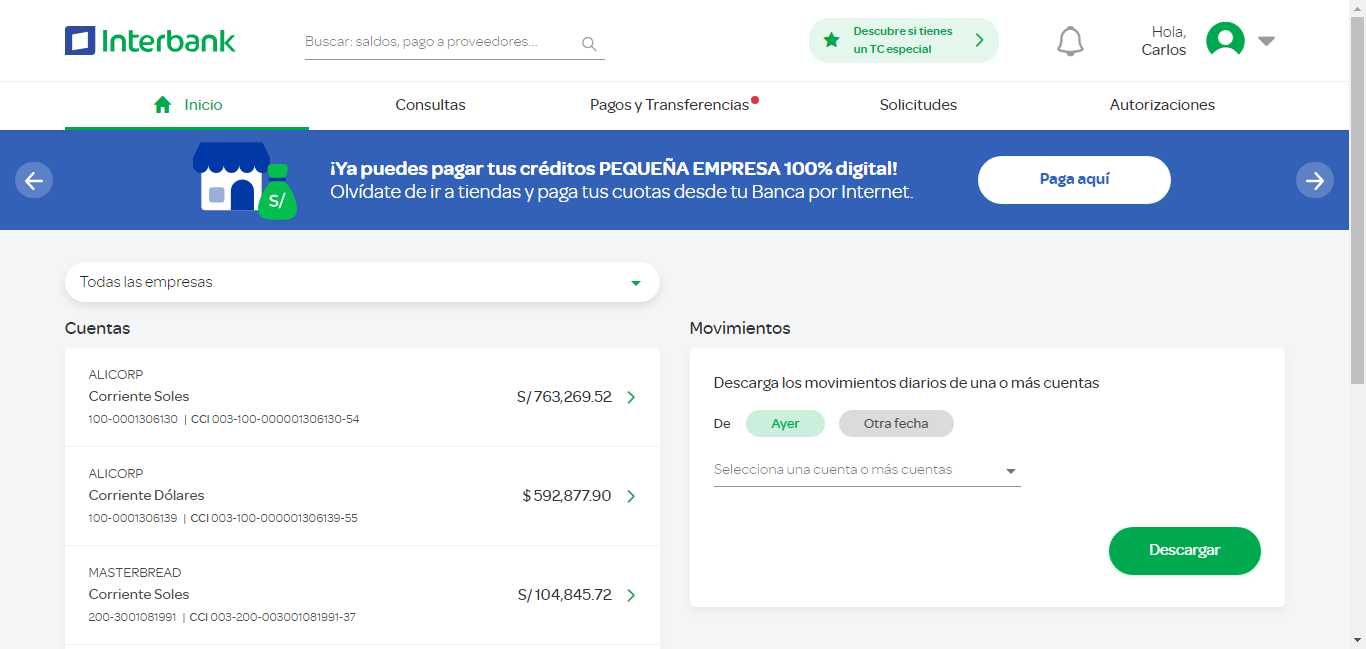 Interbank
Buscar: saldos, pago a proveedores...
Descubre si tienes
un TC especial
Hola,
Carlos
Inicio
Consultas
Pagos y Transferencias
Solicitudes
Autorizaciones
S/
¡Ya puedes pagar tus créditos PEQUEÑA EMPRESA 100% digital!
Olvídate de ir a tiendas y paga tus cuotas desde tu Banca por Internet.
Paga aquí
Todas las empresas
Cuentas
ALICORP
Corriente Soles
S/ 763,269.52
100-0001306130 | CCI 003-100-000001306130-54
ALICORP
Corriente Dólares
$ 592,877.90
100-0001306139 | CCI 003-100-000001306139-55
MASTERBREAD
Corriente Soles
S/ 104,845.72
200-3001081991 | CCI 003-200-003001081991-37
Movimientos
Descarga los movimientos diarios de una o más cuentas
De
Ayer
Otra fecha
Selecciona una cuenta o más cuentas
Descargar